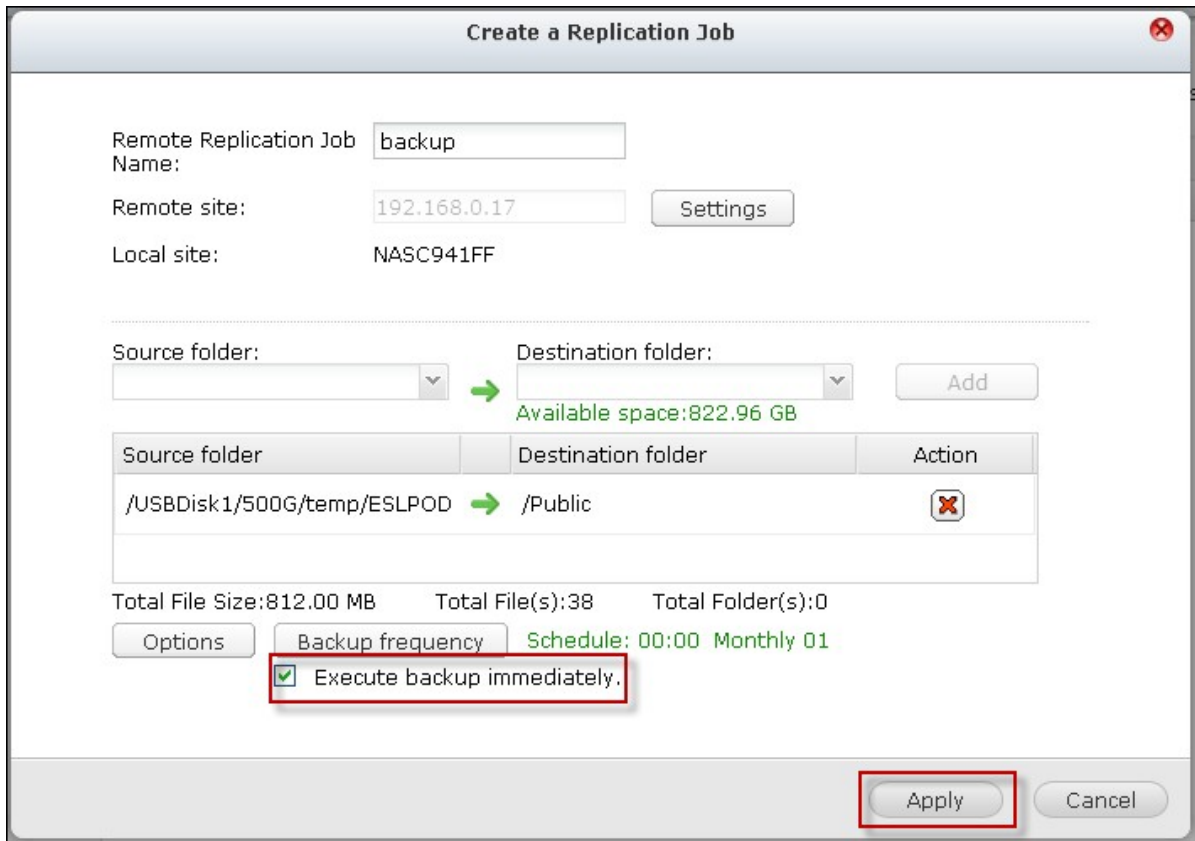 Create a Replication Job
Remote Replication Job
Name:
backup
Remote site:
192.168.0.17
Settings
Local site:
NASC941FF
Source folder:
Destination folder:
Add
Available space:822.96 GB
Source folder
Destination folder
Action
/USBDisk1/500G/temp/ESLPOD
/Public
Total File Size:812.00 MB
Total File(s):38
Total Folder(s):0
Options
Backup frequency
Schedule: 00:00 Monthly 01
Execute backup immediately.
Apply
Cancel